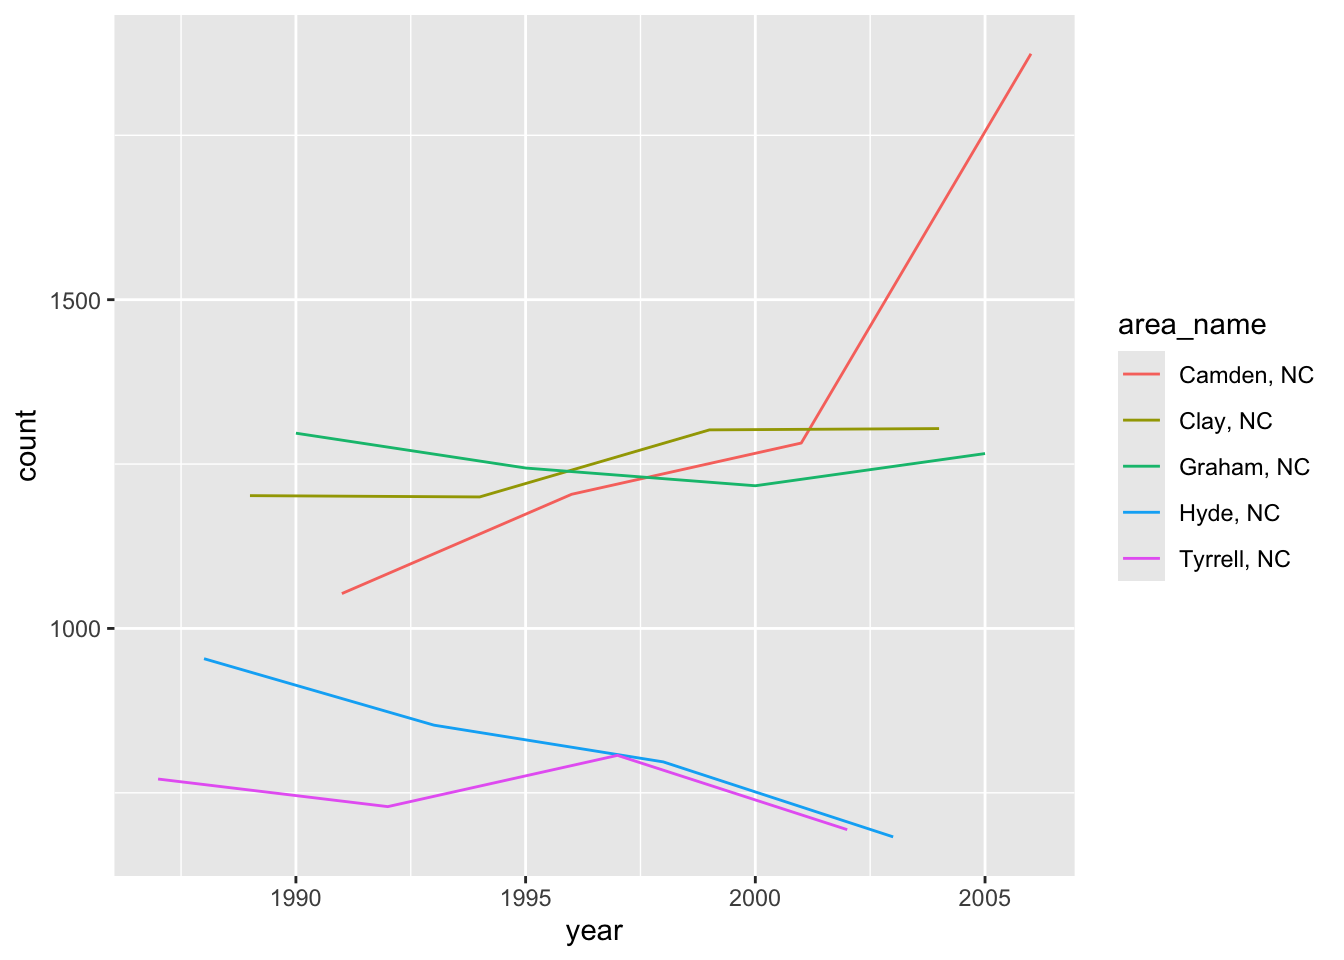 count
1500
1000
1990
1995
2000
2005
year
area_name
Camden, NC
Clay, NC
Graham, NC
Hyde, NC
Tyrrell, NC